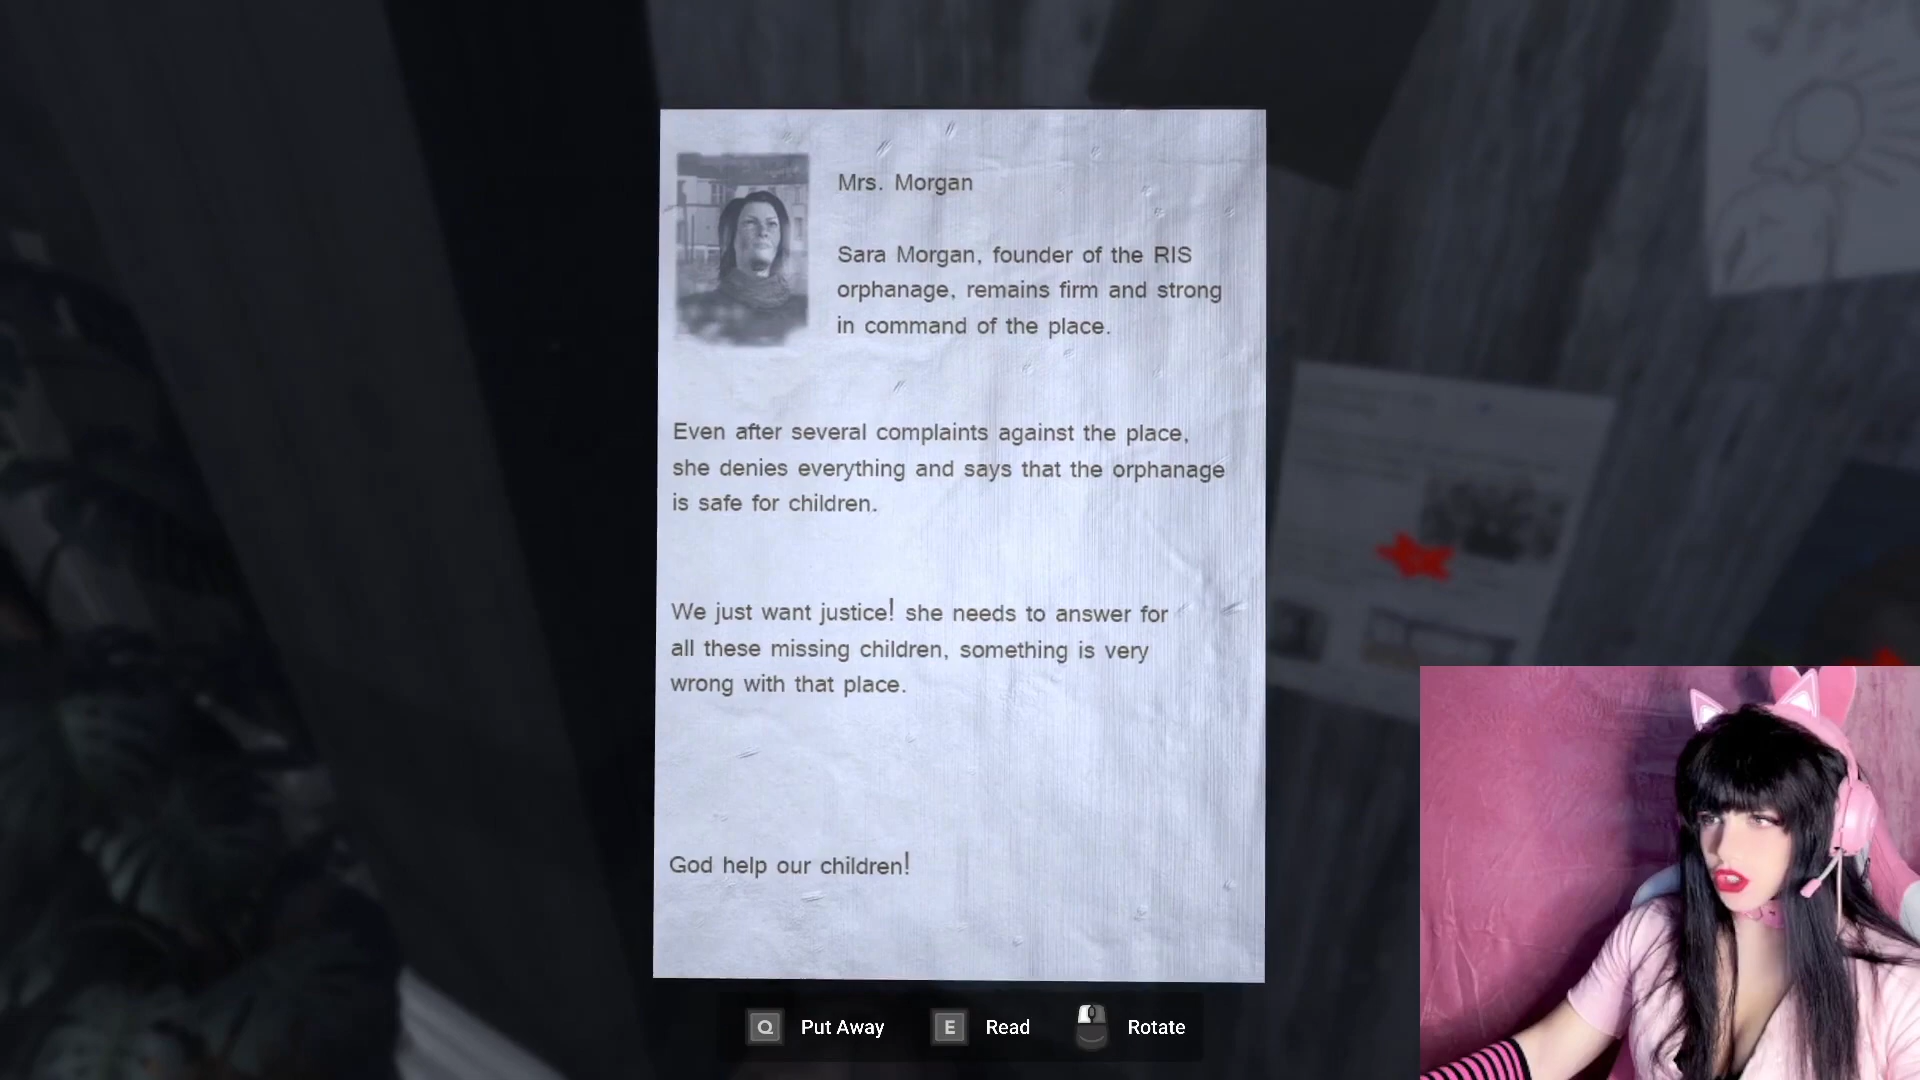 Mrs. Morgan
Sara Morgan, founder of the RIS
orphanage, remains firm and strong
in command of the place.
Even after several complaints against the place,
she denies everything and says that the orphanage
is safe for children.
We just want justice! she needs to answer for
all these missing children, something is very
wrong with that place.
God help our children!
Q Put Away E Read Rotate